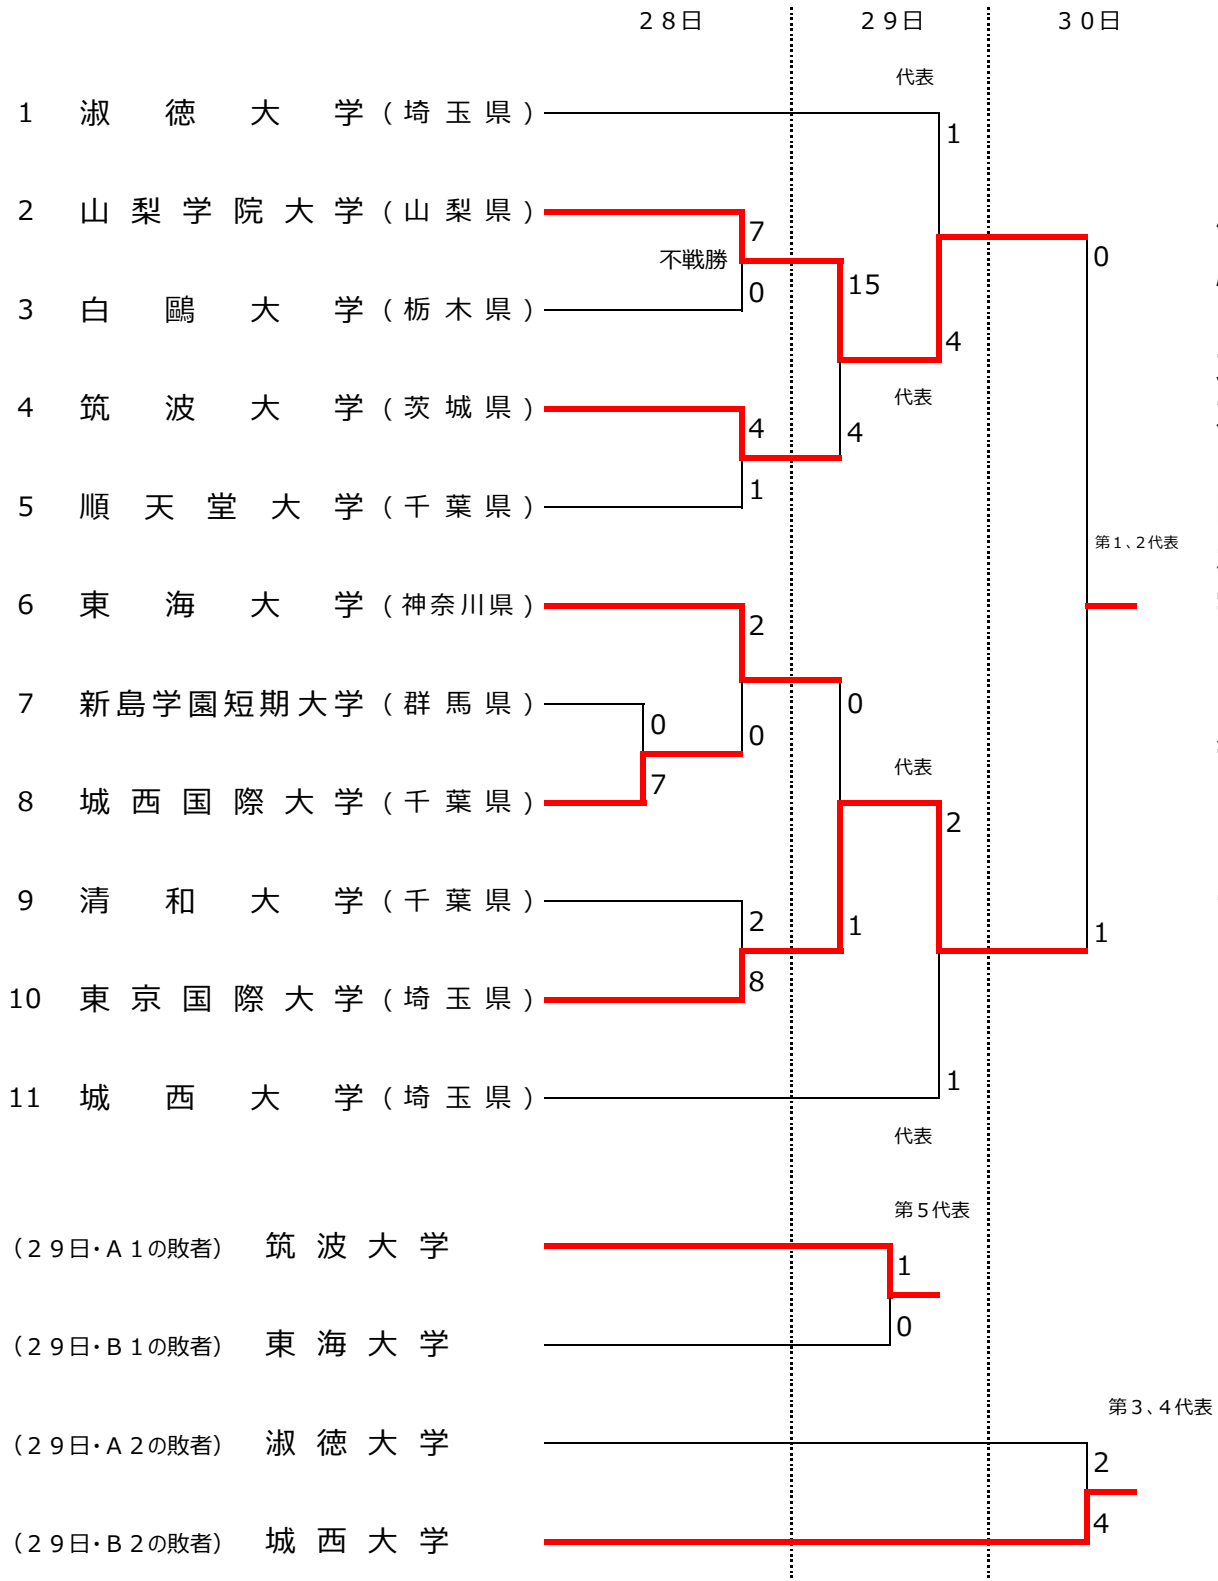 ２８日 ２９日 ３０日
代表
1 淑徳大学（埼玉県）
1
2 山梨学院大学（山梨県）
7
不戦勝
0
0
15
3 白鷗大学（栃木県）
4
代表
4 筑波大学（茨城県）
4
4
1
5 順天堂大学（千葉県）
第１、２代表
6 東海大学（神奈川県）
2
7 新島学園短期大学（群馬県）
0
0
0
代表
7
8 城西国際大学（千葉県）
2
9 清和大学（千葉県）
2
1
1
8
10 東京国際大学（埼玉県）
1
11 城西大学（埼玉県）
代表
第５代表
（２９日・Ａ１の敗者） 筑波大学
1
0
（２９日・Ｂ１の敗者） 東海大学
第３、４代表
（２９日・Ａ２の敗者） 淑徳大学
2
4
（２９日・Ｂ２の敗者） 城西大学